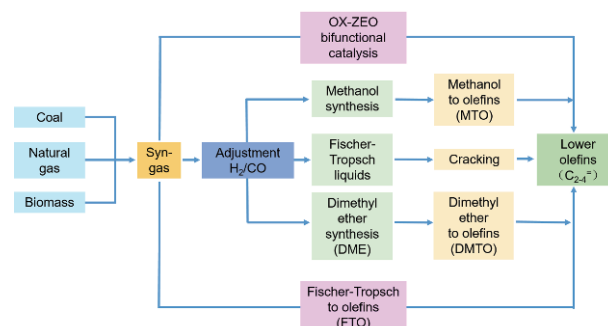 OX-ZEO
bifunctional
catalysis
Methanol
synthesis
Methanol
to olefins
(MTO)
Coal
Natural
gas
Biomass
Syn-
gas
Adjustment
H₂/CO
Fischer-
Tropsch
liquids
Cracking
Lower
olefins
(C₂₋₄⁼)
Dimethyl
ether
synthesis
(DME)
Dimethyl
ether
to olefins
(DMTO)
Fischer-Tropsch
to olefins
(FTO)